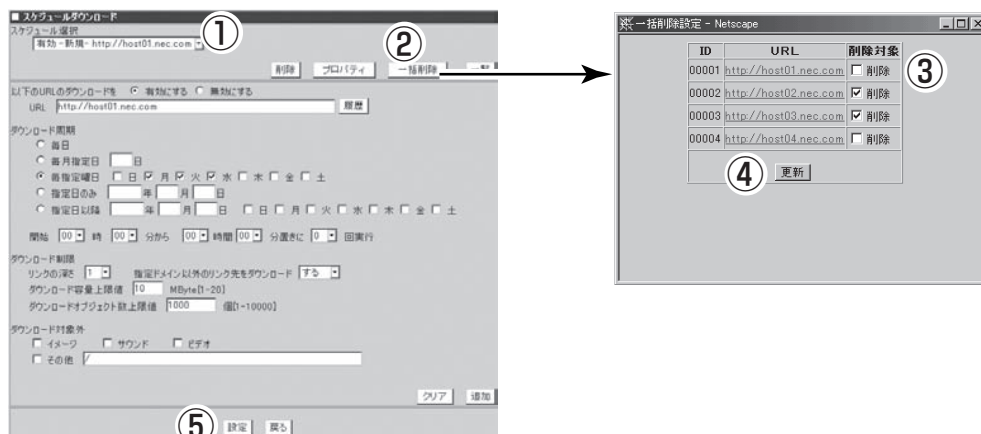 ■ スケジュールダウンロード
スケジュール選択
有効-新規- http://host01.nec.com
①
②
削除 プロパティ 一括削除 一覧
以下のURLのダウンロードを 有効にする 無効にする
URL http://host01.nec.com 履歴
ダウンロード周期
毎日
毎月指定日 日
毎指定曜日 日 月 火 水 木 金 土
指定日のみ 年 月 日
指定日以降 年 月 日 日 月 火 水 木 金 土
開始 00 時 00 分から 00 時間 00 分置きに 0 回実行
ダウンロード制限
リンクの深さ 1 指定ドメイン以外のリンク先をダウンロード する
ダウンロード容量上限値 10 MByte[1-20]
ダウンロードオブジェクト数上限値 1000 個[1-10000]
ダウンロード対象外
イメージ サウンド ビデオ
その他 /
クリア 追加
⑤ 設定 戻る
一括削除設定 - Netscape
ID URL 削除対象
00001 http://host01.nec.com 削除 ③
00002 http://host02.nec.com 削除
00003 http://host03.nec.com 削除
00004 http://host04.nec.com 削除
④ 更新